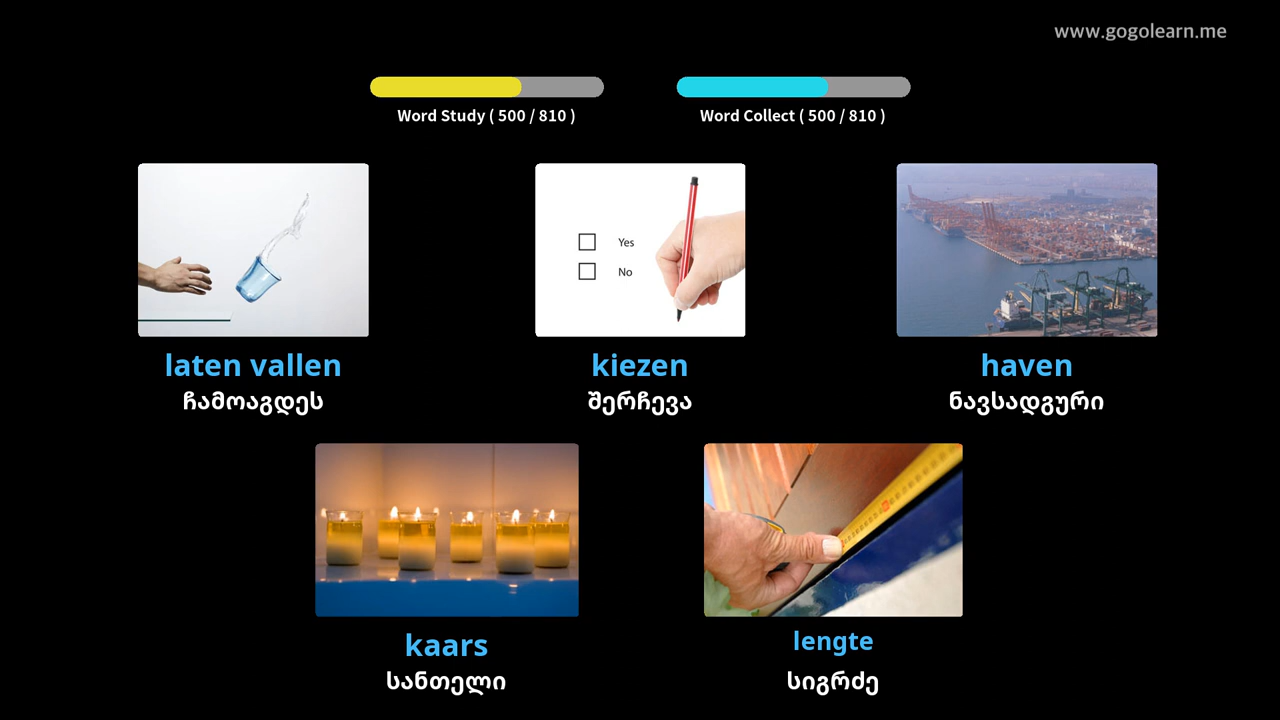 www.gogolearn.me
Word Study ( 500 / 810 )
Word Collect ( 500 / 810 )
Yes
No
laten vallen
ჩამოაგდეს
kiezen
შერჩევა
haven
ნავსადგური
kaars
სანთელი
lengte
სიგრძე